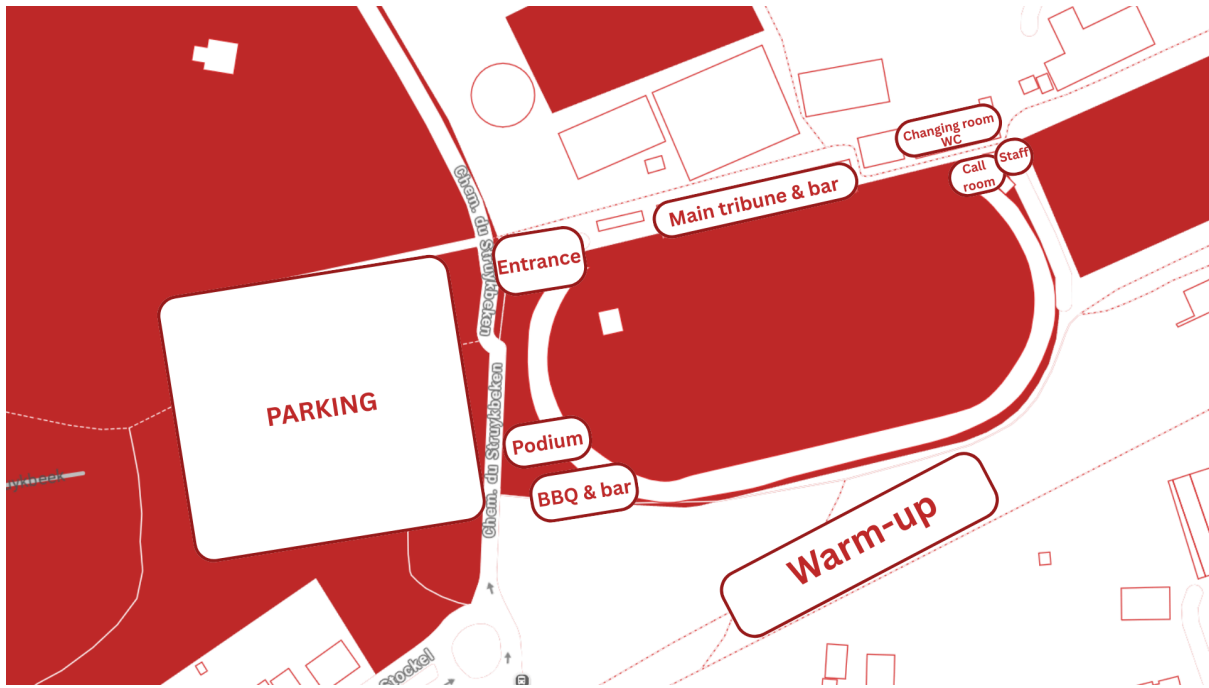 Changing room
WC
Staff
Call
room
Chem. du Struykbeken
Main tribune & bar
Entrance
PARKING
Chem. du Struykbeken
Podium
BBQ & bar
Warm-up
Stockel